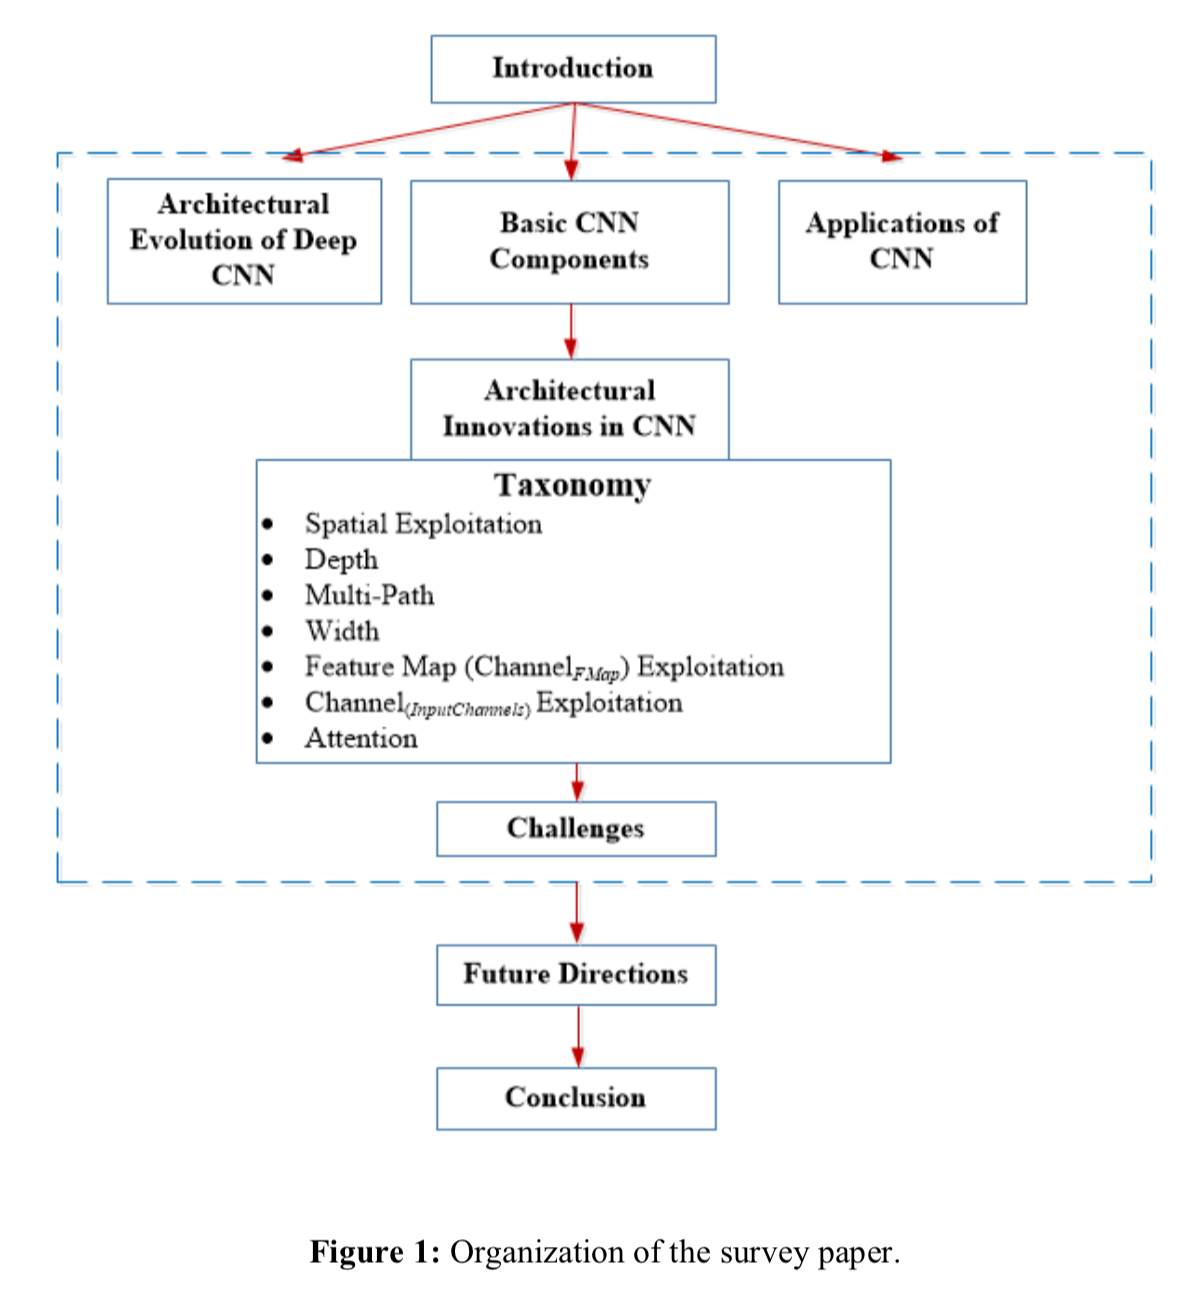 Introduction
Architectural
Evolution of Deep
CNN
Basic CNN
Components
Applications of
CNN
Architectural
Innovations in CNN
Taxonomy
• Spatial Exploitation
• Depth
• Multi-Path
• Width
• Feature Map (ChannelFMap) Exploitation
• Channel(InputChannels) Exploitation
• Attention
Challenges
Future Directions
Conclusion
Figure 1: Organization of the survey paper.